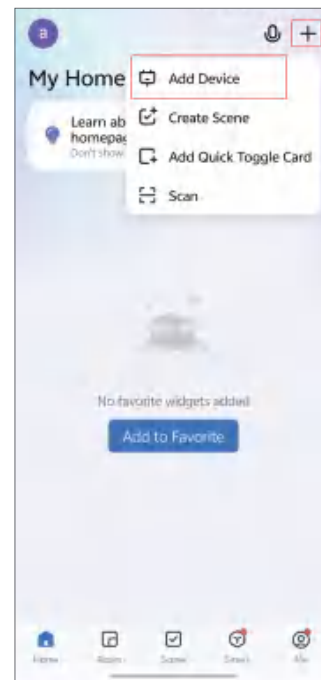 a
My Home
Add Device
Learn ab
Create Scene
homepag
Don't show
Add Quick Toggle Card
Scan
No favorite widgets added
Add to Favorite
Home
Room
Scene
Me